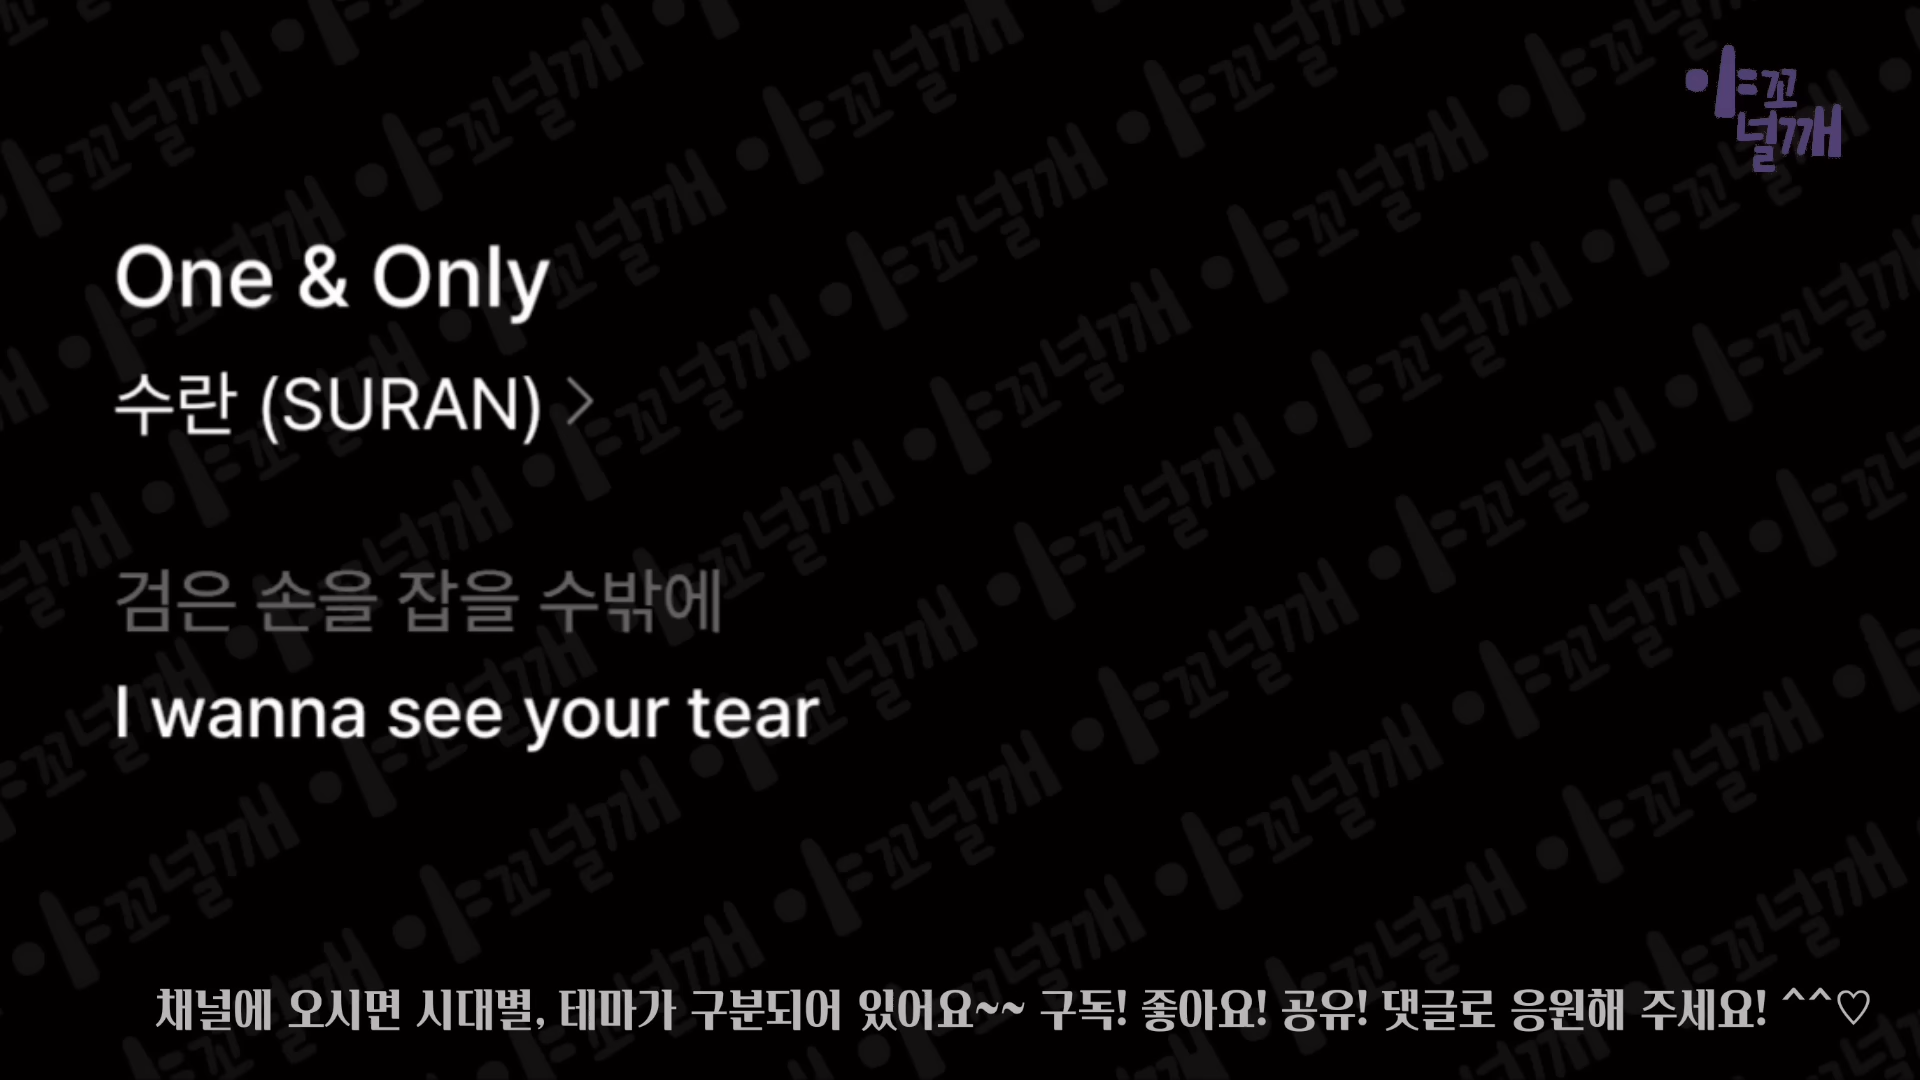 야꼬
널깨
One & Only
수란 (SURAN) >
검은 손을 잡을 수밖에
I wanna see your tear
채널에 오시면 시대별, 테마가 구분되어 있어요~~ 구독! 좋아요! 공유! 댓글로 응원해 주세요! ^^♡